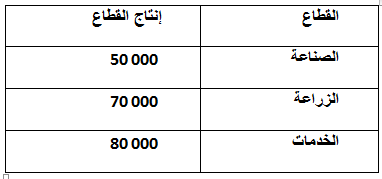 القطاع إنتاج القطاع
الصناعة 50 000
الزراعة 70 000
الخدمات 80 000